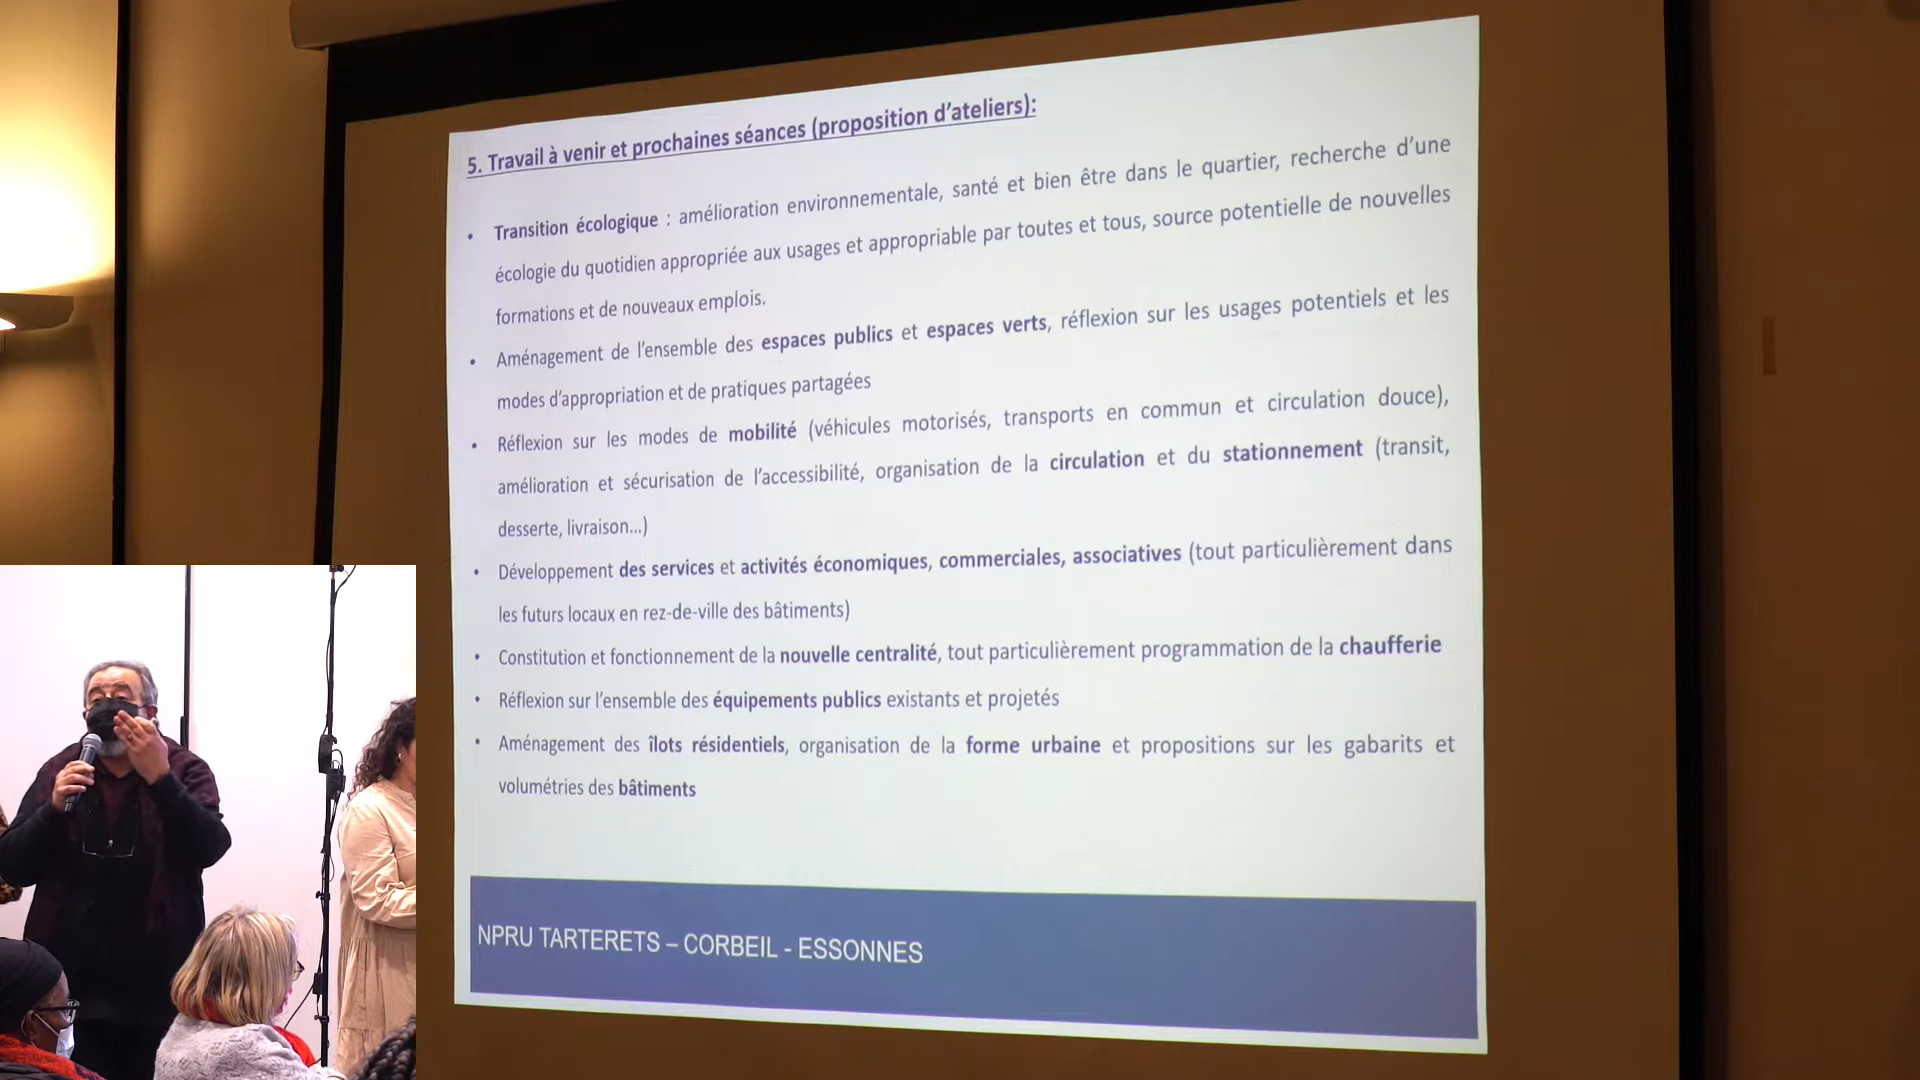 5. Travail à venir et prochaines séances (proposition d’ateliers):
• Transition écologique : amélioration environnementale, santé et bien être dans le quartier, recherche d’une
écologie du quotidien appropriée aux usages et appropriable par toutes et tous, source potentielle de nouvelles
formations et de nouveaux emplois.
• Aménagement de l’ensemble des espaces publics et espaces verts, réflexion sur les usages potentiels et les
modes d’appropriation et de pratiques partagées
• Réflexion sur les modes de mobilité (véhicules motorisés, transports en commun et circulation douce),
amélioration et sécurisation de l’accessibilité, organisation de la circulation et du stationnement (transit,
desserte, livraison...)
• Développement des services et activités économiques, commerciales, associatives (tout particulièrement dans
les futurs locaux en rez-de-ville des bâtiments)
• Constitution et fonctionnement de la nouvelle centralité, tout particulièrement programmation de la chaufferie
• Réflexion sur l’ensemble des équipements publics existants et projetés
• Aménagement des îlots résidentiels, organisation de la forme urbaine et propositions sur les gabarits et
volumétries des bâtiments
NPRU TARTERETS – CORBEIL - ESSONNES